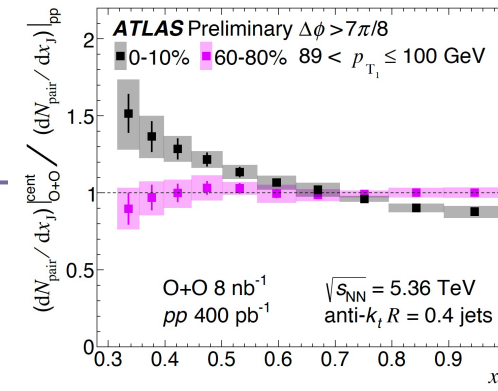 ATLAS Preliminary Δϕ > 7π/8
0-10% 60-80% 89 < p_T₁ ≤ 100 GeV
(dN_pair / dx_J)|^cent_O+O / (dN_pair / dx_J)|_pp
2
1.5
1
0.5
0
O+O 8 nb⁻¹ √s_NN = 5.36 TeV
pp 400 pb⁻¹ anti-k_t R = 0.4 jets
0.3 0.4 0.5 0.6 0.7 0.8 0.9
x